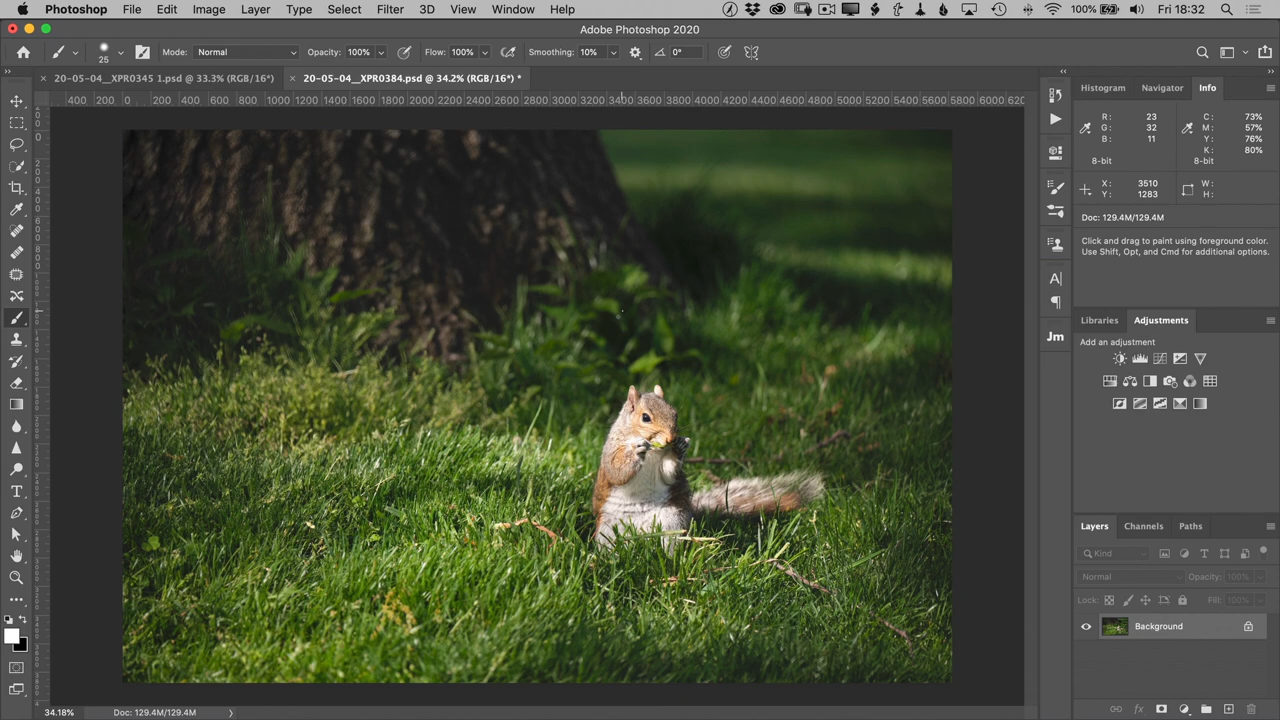 Photoshop File Edit Image Layer Type Select Filter 3D View Window Help 100% Fri 18:32
Adobe Photoshop 2020
25 Mode: Normal Opacity: 100% Flow: 100% Smoothing: 10% 0°
20-05-04__XPR0345 1.psd @ 33.3% (RGB/16*) 20-05-04__XPR0384.psd @ 34.2% (RGB/16*) *
400 200 0 200 400 600 800 1000 1200 1400 1600 1800 2000 2200 2400 2600 2800 3000 3200 3400 3600 3800 4000 4200 4400 4600 4800 5000 5200 5400 5600 5800 6000
Histogram Navigator Info
R: 23 C: 73%
G: 32 M: 57%
B: 11 Y: 76%
K: 80%
8-bit 8-bit
X: 3510 W:
Y: 1283 H:
Doc: 129.4M/129.4M
Click and drag to paint using foreground color.
Use Shift, Opt, and Cmd for additional options.
Libraries Adjustments
Add an adjustment
Jm
Layers Channels Paths
Kind
Normal Opacity: 100%
Lock: Fill: 100%
Background
34.18% Doc: 129.4M/129.4M